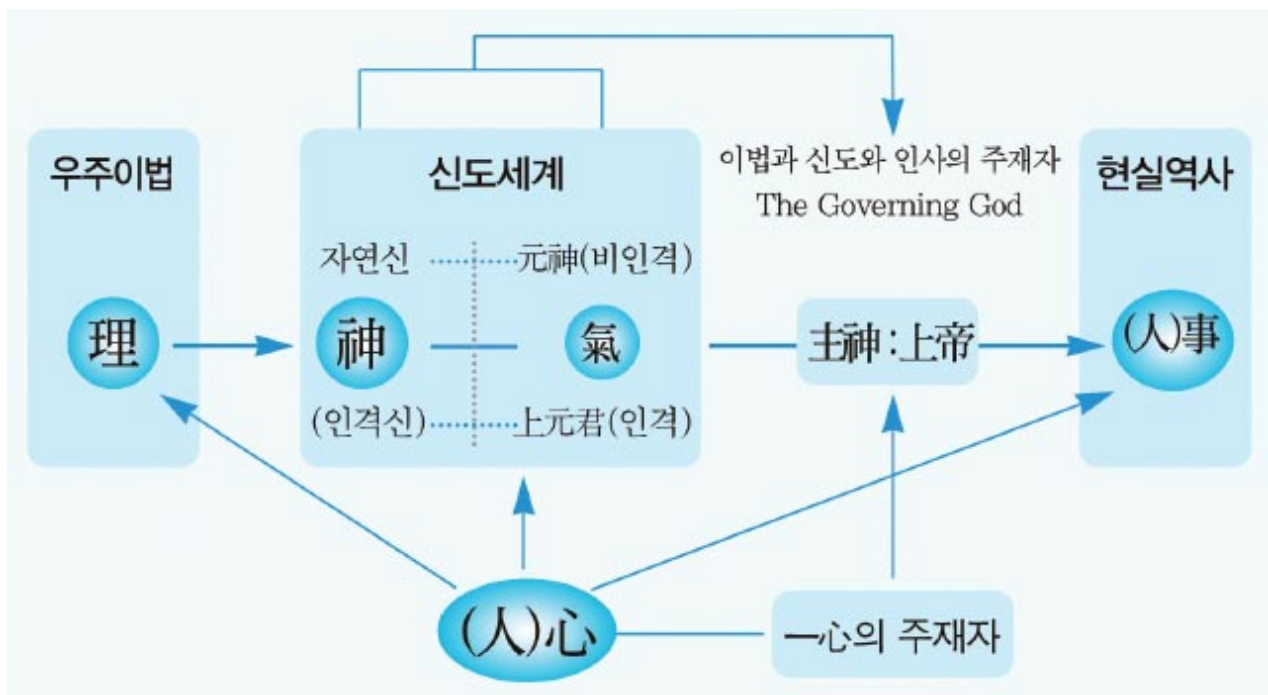 우주이법
理
신도세계
자연신 元神(비인격)
神 氣
(인격신) 上元君(인격)
이법과 신도와 인사의 주재자
The Governing God
主神:上帝
현실역사
(人)事
(人)心
一心의 주재자